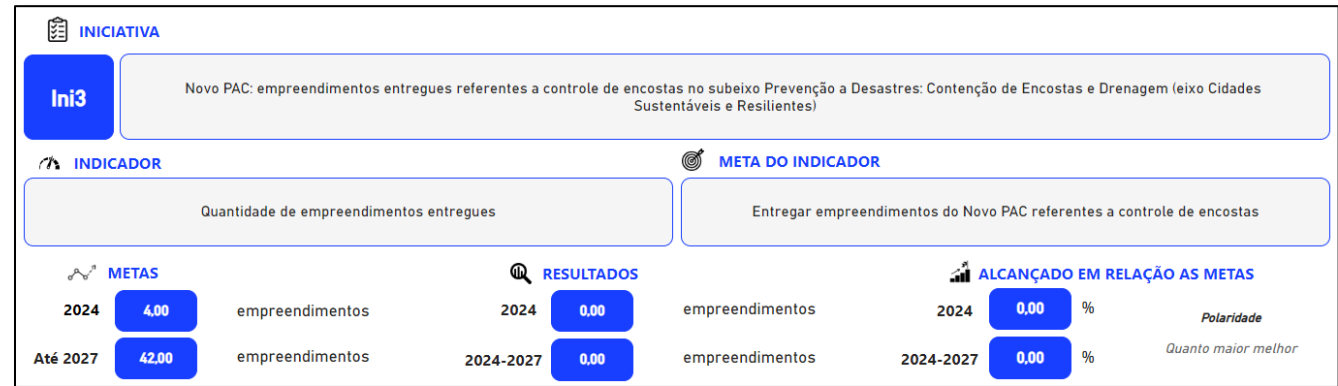 INICIATIVA
Ini3
Novo PAC: empreendimentos entregues referentes a controle de encostas no subeixo Prevenção a Desastres: Contenção de Encostas e Drenagem (eixo Cidades
Sustentáveis e Resilientes)
INDICADOR
META DO INDICADOR
Quantidade de empreendimentos entregues
Entregar empreendimentos do Novo PAC referentes a controle de encostas
METAS
RESULTADOS
ALCANÇADO EM RELAÇÃO AS METAS
2024 4,00 empreendimentos 2024 0,00 empreendimentos 2024 0,00 %
Polaridade
Até 2027 42,00 empreendimentos 2024-2027 0,00 empreendimentos 2024-2027 0,00 %
Quanto maior melhor